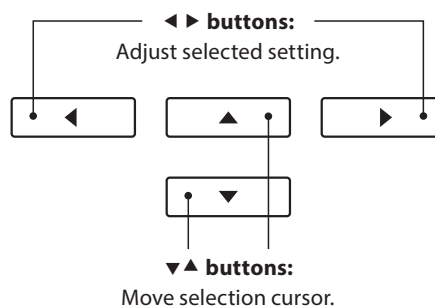 ◀ ▶ buttons:
Adjust selected setting.
◀
▲
▶
▼
▼▲ buttons:
Move selection cursor.